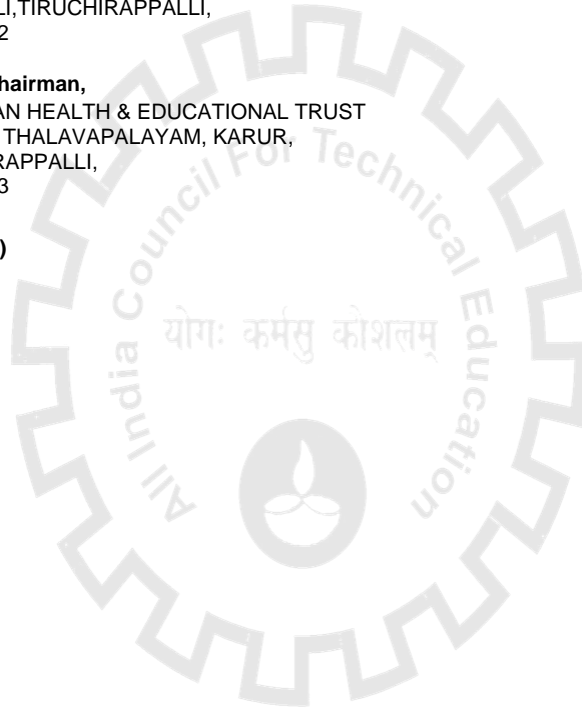 LI,TIRUCHIRAPPALLI,
2
hairman,
AN HEALTH & EDUCATIONAL TRUST
THALAVAPALAYAM, KARUR,
RAPPALLI,
3
)
All India Council For Technical Education
योगः कर्मसु कौशलम्